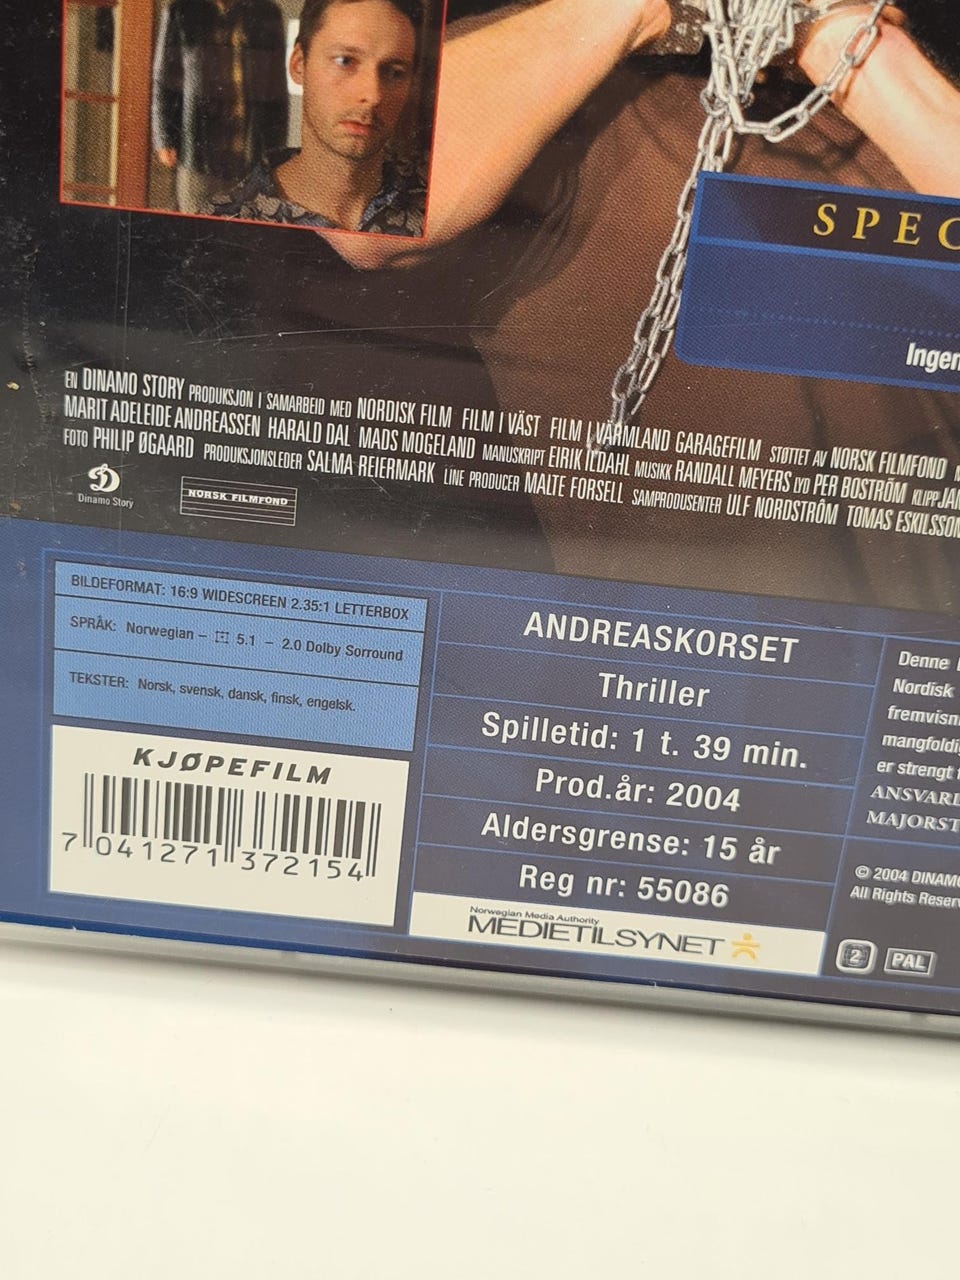 SPEC
Ingen
EN DINAMO STORY PRODUKSJON I SAMARBEID MED NORDISK FILM FILM I VÄST FILM I VÄRMLAND GARAGEFILM STØTTET AV NORSK FILMFOND
MARIT ADELEIDE ANDREASSEN HARALD DAL MADS MOGELAND MANUSKRIPT EIRIK ILDAHL MUSIKK RANDALL MEYERS LYD PER BOSTRÖM KLIPP JAN
FOTO PHILIP ØGAARD PRODUKSJONSLEDER SALMA REIERMARK LINE PRODUCER MALTE FORSELL SAMPRODUSENTER ULF NORDSTRÖM TOMAS ESKILSSON
Dinamo Story
NORSK FILMFOND
BILDEFORMAT: 16:9 WIDESCREEN 2.35:1 LETTERBOX
SPRÅK: Norwegian – 5.1 – 2.0 Dolby Sorround
TEKSTER: Norsk, svensk, dansk, finsk, engelsk.
KJØPEFILM
7 041271 372154
ANDREASKORSET
Thriller
Spilletid: 1 t. 39 min.
Prod.år: 2004
Aldersgrense: 15 år
Reg nr: 55086
Norwegian Media Authority
MEDIETILSYNET
Denne
Nordisk
fremvisn
mangfoldig
er strengt
ANSVARL
MAJORST
© 2004 DINAMO
All Rights Reserv
2 PAL